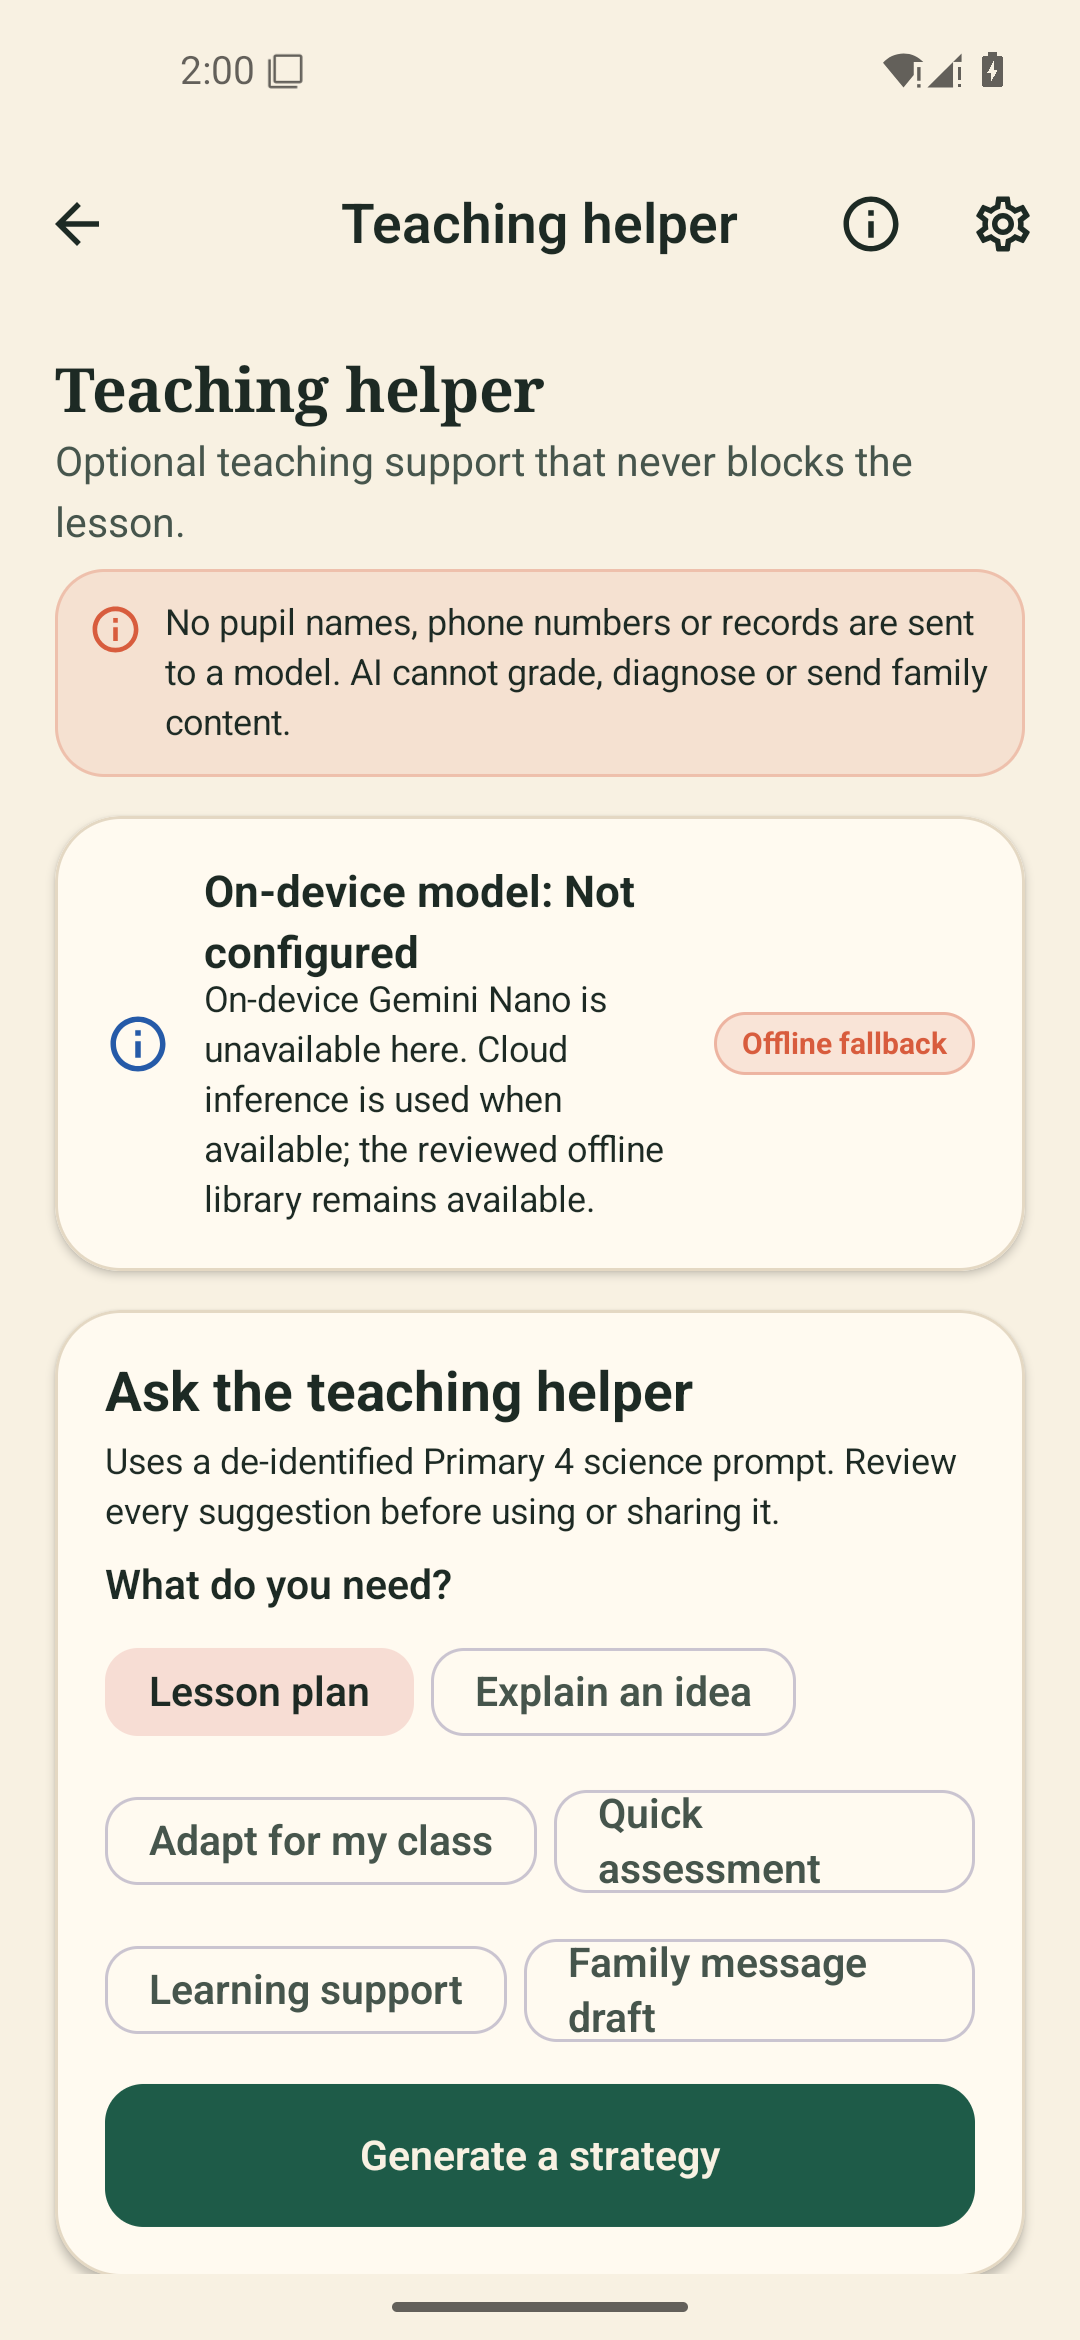 2:00
Teaching helper
Teaching helper
Optional teaching support that never blocks the
lesson.
No pupil names, phone numbers or records are sent
to a model. AI cannot grade, diagnose or send family
content.
On-device model: Not
configured
On-device Gemini Nano is
unavailable here. Cloud
inference is used when
available; the reviewed offline
library remains available.
Offline fallback
Ask the teaching helper
Uses a de-identified Primary 4 science prompt. Review
every suggestion before using or sharing it.
What do you need?
Lesson plan
Explain an idea
Adapt for my class
Quick
assessment
Learning support
Family message
draft
Generate a strategy